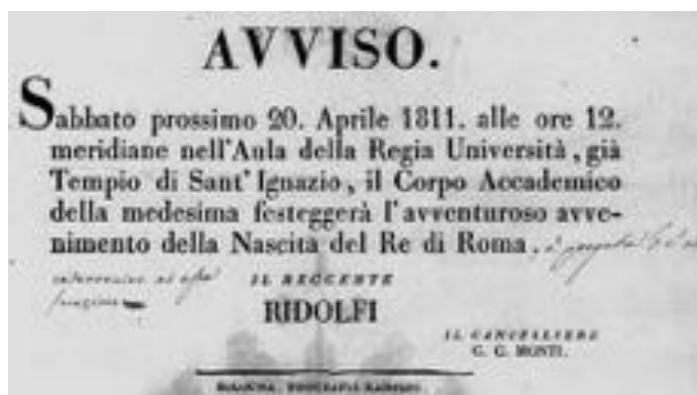 AVVISO.
Sabbato prossimo 20. Aprile 1811. alle ore 12.
meridiane nell'Aula della Regia Università, già
Tempio di Sant' Ignazio, il Corpo Accademico
della medesima festeggerà l'avventuroso avve-
nimento della Nascita del Re di Roma.
IL REGGENTE
RIDOLFI
IL CANCELLIERE
G. G. MONTI.
BOLOGNA, TIPOGRAFIA